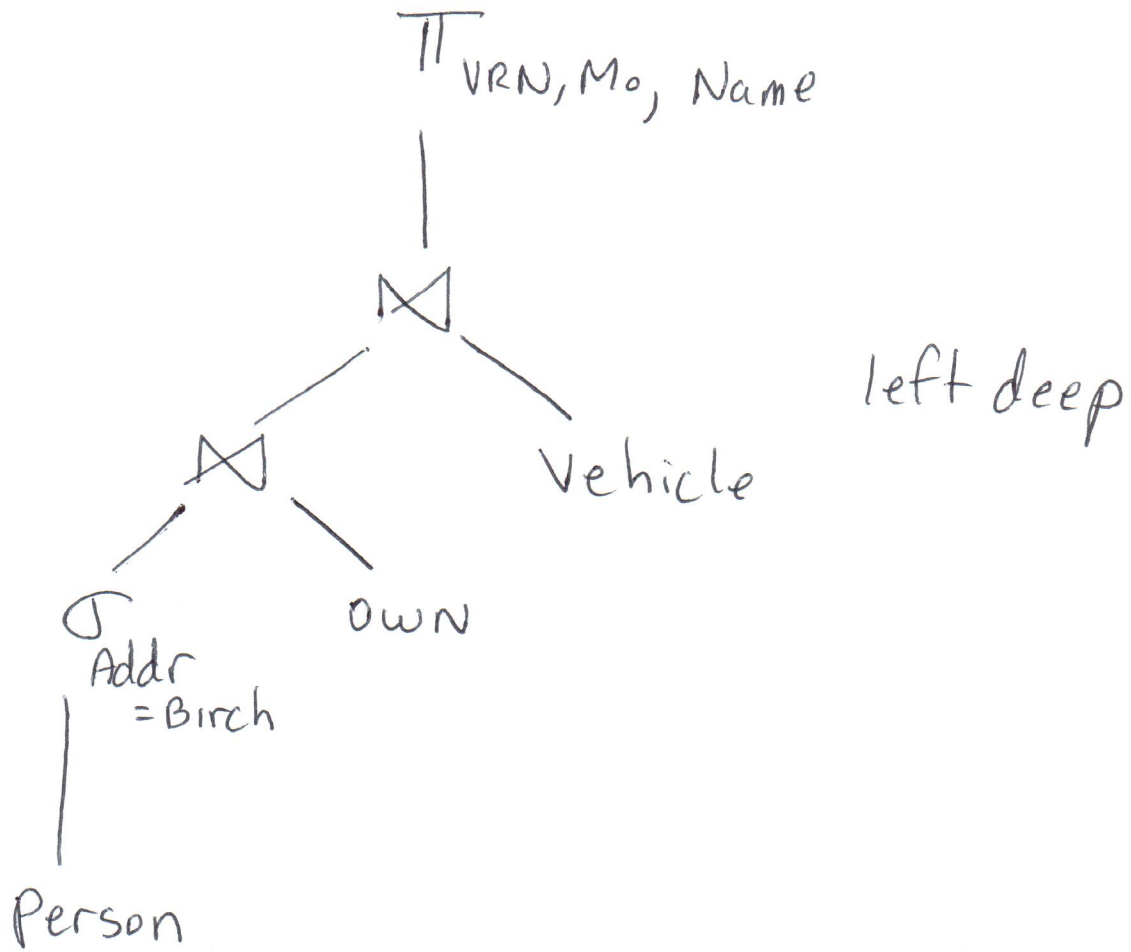 π VRN, Mo, Name
⋈
left deep
⋈
Vehicle
σ Addr
= Birch
OWN
Person